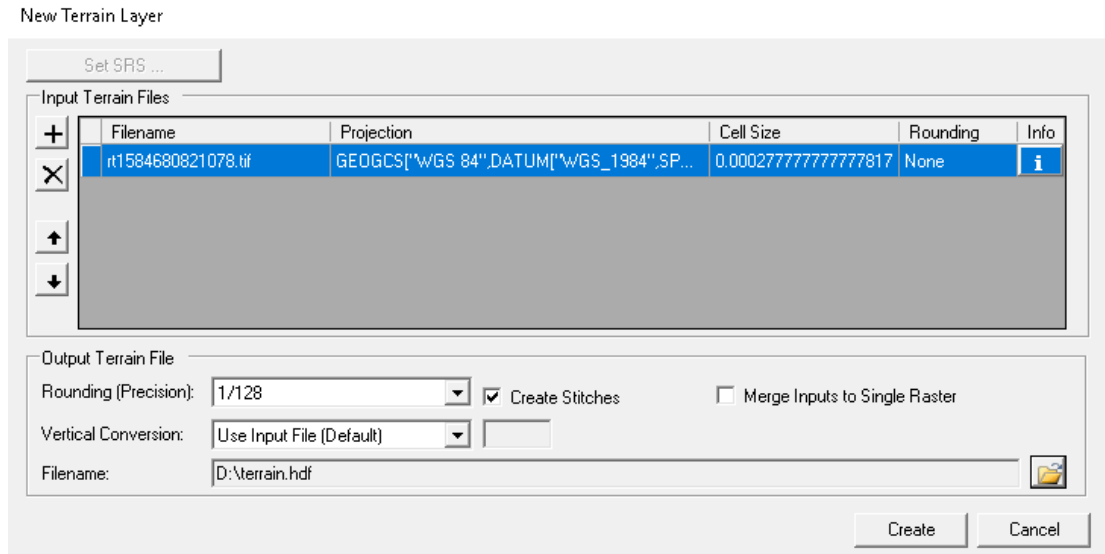 New Terrain Layer
Set SRS ...
Input Terrain Files
Filename Projection Cell Size Rounding Info
rt1584680821078.tif GEOGCS["WGS 84",DATUM["WGS_1984",SP... 0.000277777777777817 None i
Output Terrain File
Rounding (Precision): 1/128 Create Stitches Merge Inputs to Single Raster
Vertical Conversion: Use Input File (Default)
Filename: D:\terrain.hdf
Create Cancel